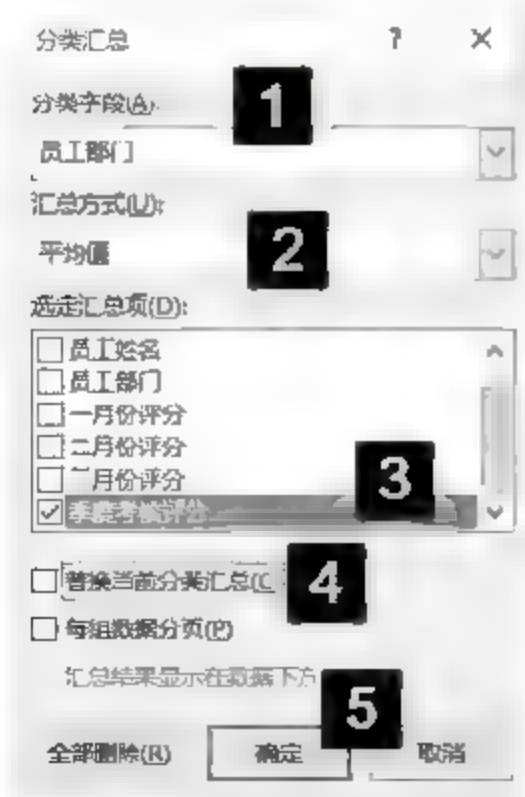 分类汇总 ? ×
分类字段(A):
1
员工部门
汇总方式(U):
平均值
2
选定汇总项(D):
员工姓名
员工部门
一月份评分
二月份评分
月份评分
季度考核评分
3
替换当前分类汇总(C
4
每组数据分页(P)
汇总结果显示在数据下方
5
全部删除(R) 确定 取消